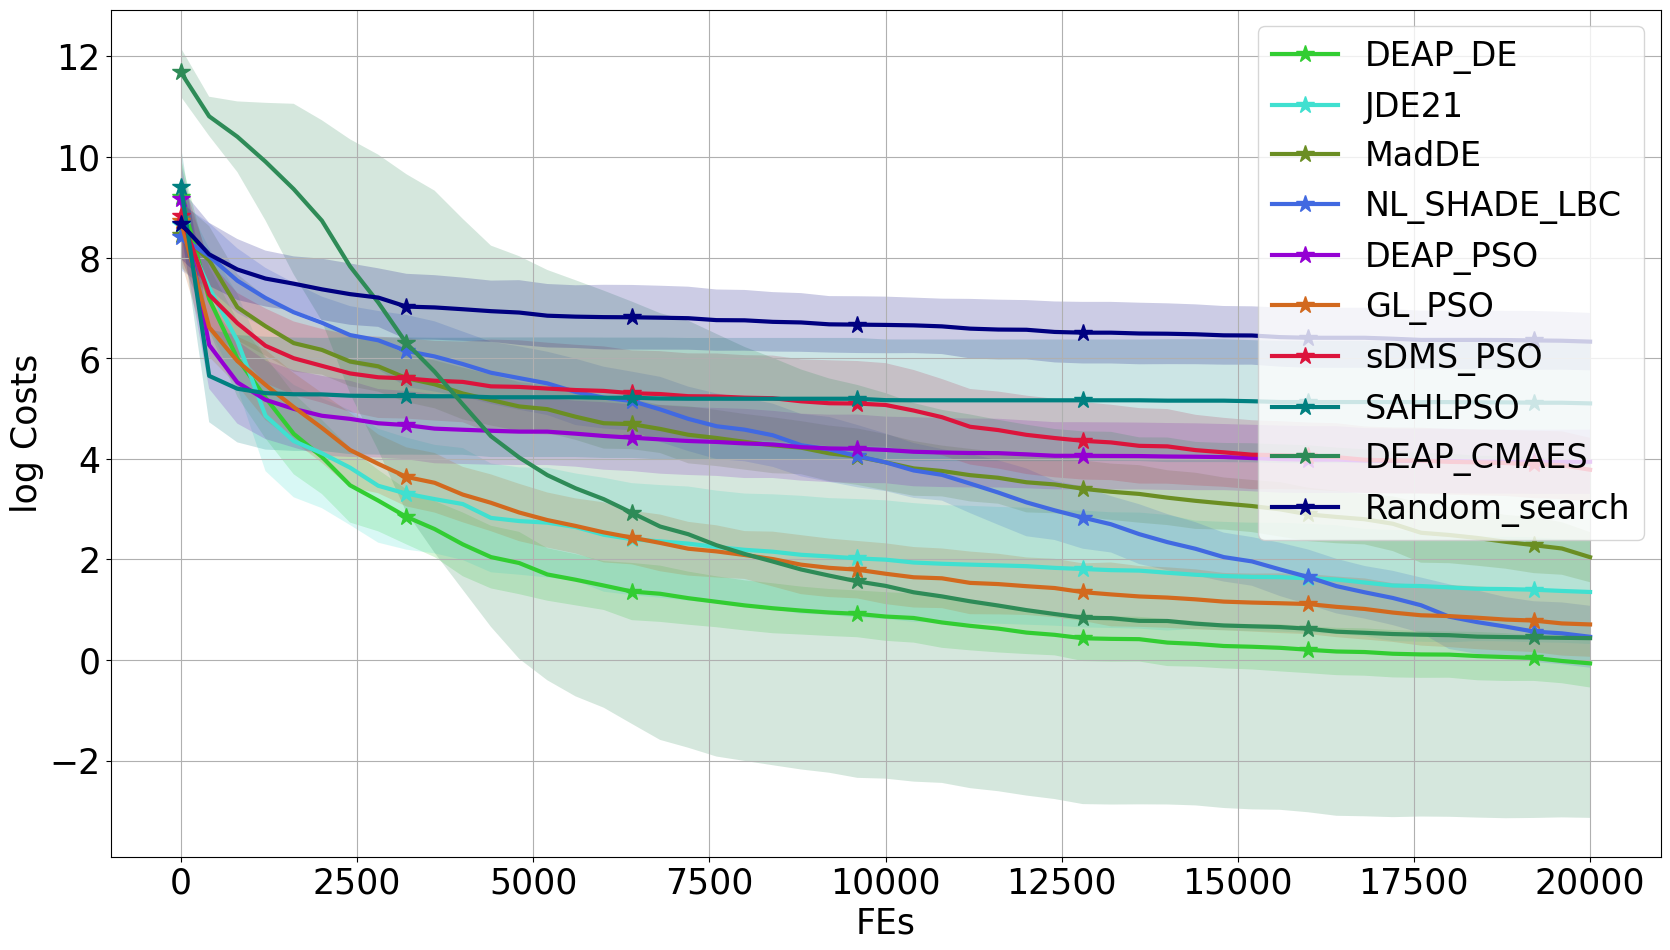 log Costs
12
10
8
6
4
2
0
−2
0 2500 5000 7500 10000 12500 15000 17500 20000
FEs
DEAP_DE
JDE21
MadDE
NL_SHADE_LBC
DEAP_PSO
GL_PSO
sDMS_PSO
SAHLPSO
DEAP_CMAES
Random_search